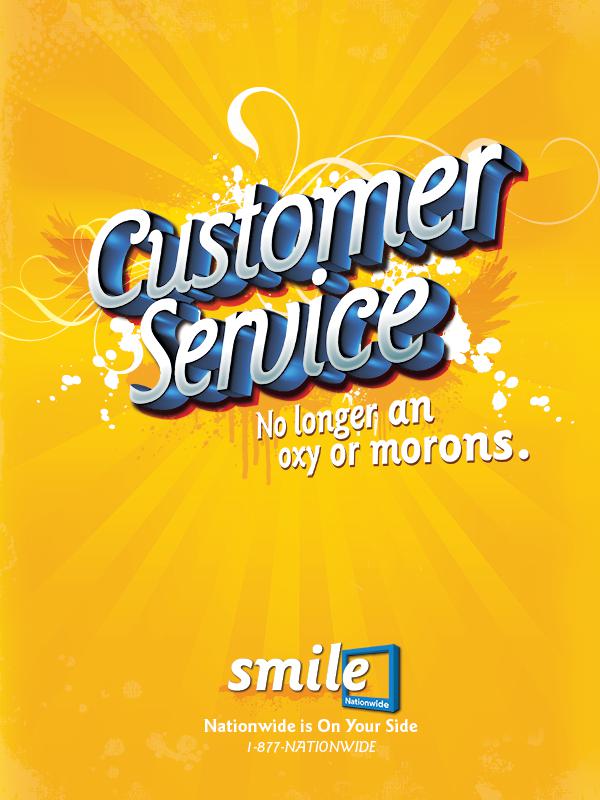 Customer
Service
No longer, an
oxy or morons.
smile
Nationwide
Nationwide is On Your Side
1-877-NATIONWIDE